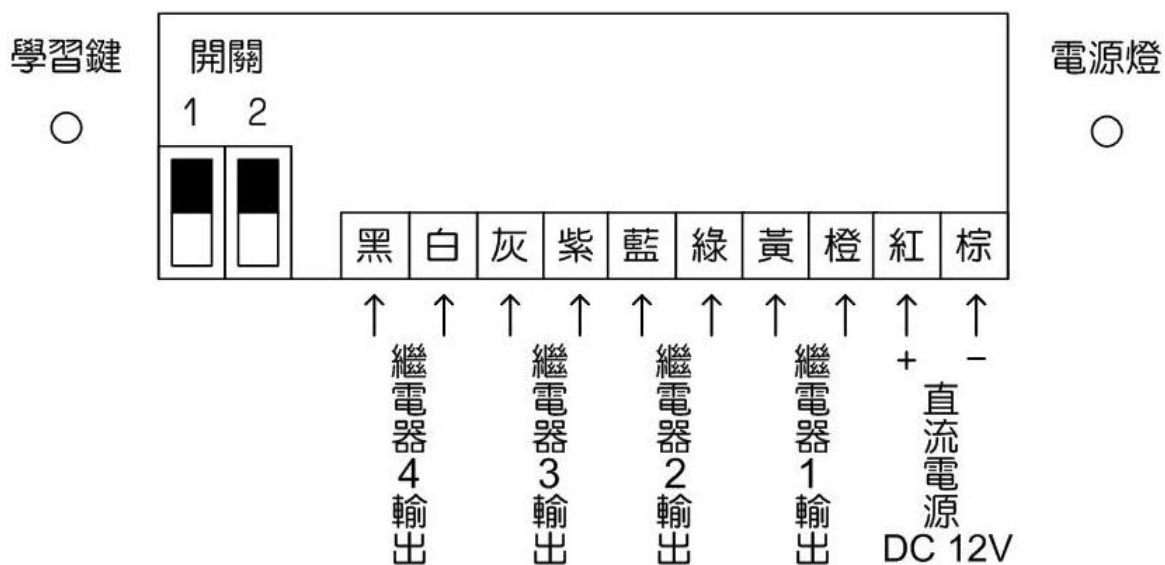 學習鍵
開關
電源燈
1 2
黑 白 灰 紫 藍 綠 黃 橙 紅 棕
+ −
繼電器4輸出
繼電器3輸出
繼電器2輸出
繼電器1輸出
直流電源
DC 12V